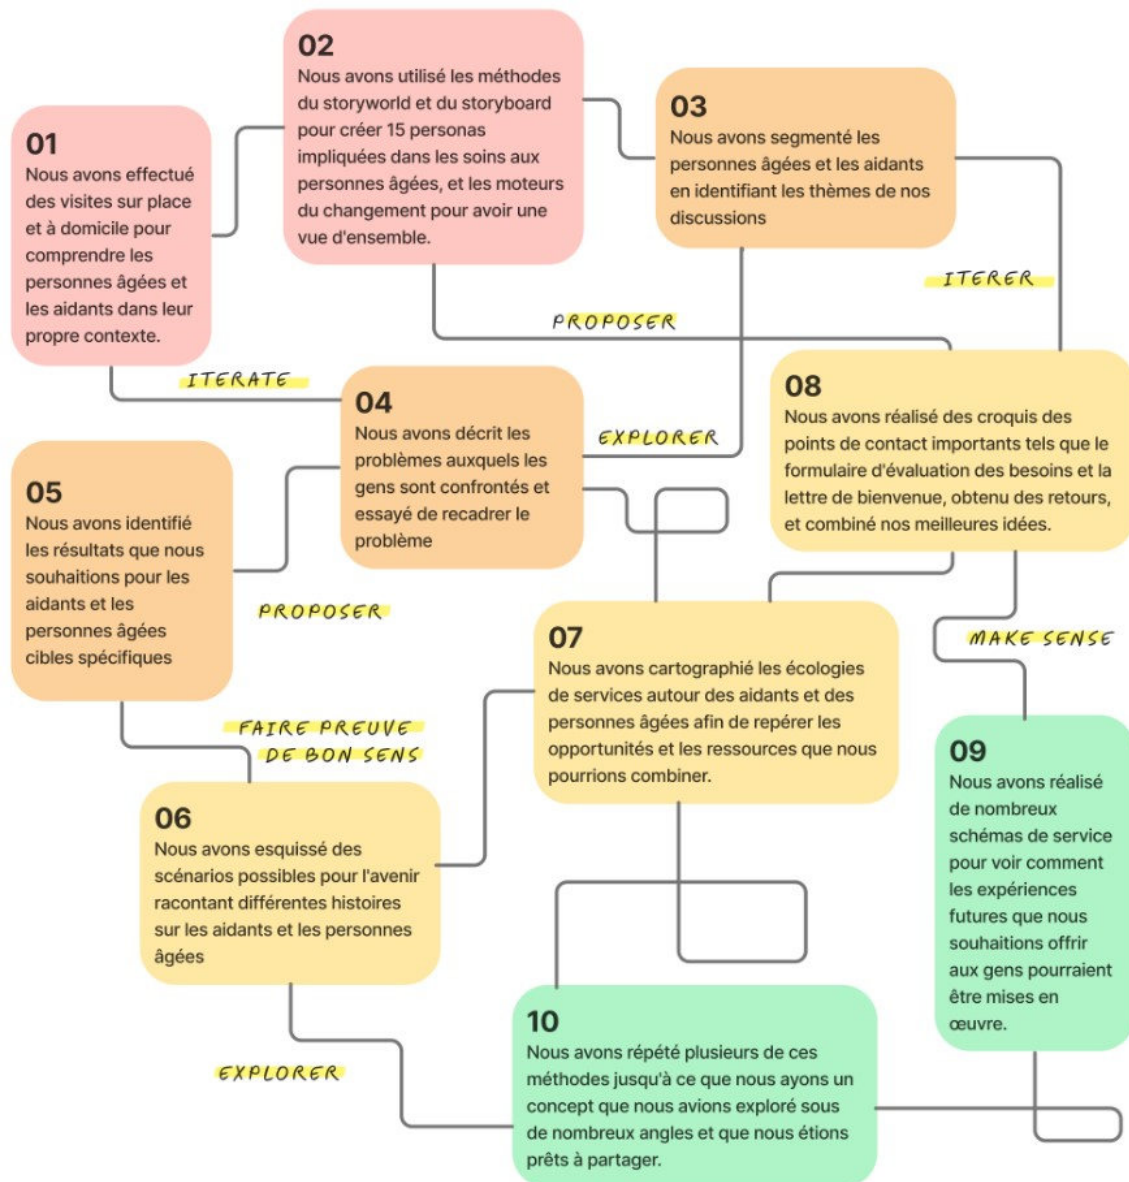 01
Nous avons effectué
des visites sur place
et à domicile pour
comprendre les
personnes âgées et
les aidants dans leur
propre contexte.
02
Nous avons utilisé les méthodes
du storyworld et du storyboard
pour créer 15 personas
impliquées dans les soins aux
personnes âgées, et les moteurs
du changement pour avoir une
vue d'ensemble.
03
Nous avons segmenté les
personnes âgées et les aidants
en identifiant les thèmes de nos
discussions
ITERER
PROPOSER
ITERATE
04
Nous avons décrit les
problèmes auxquels les
gens sont confrontés et
essayé de recadrer le
problème
EXPLORER
08
Nous avons réalisé des croquis des
points de contact importants tels que le
formulaire d'évaluation des besoins et la
lettre de bienvenue, obtenu des retours,
et combiné nos meilleures idées.
05
Nous avons identifié
les résultats que nous
souhaitions pour les
aidants et les
personnes âgées
cibles spécifiques
PROPOSER
07
Nous avons cartographié les écologies
de services autour des aidants et des
personnes âgées afin de repérer les
opportunités et les ressources que nous
pourrions combiner.
MAKE SENSE
FAIRE PREUVE
DE BON SENS
06
Nous avons esquissé des
scénarios possibles pour l'avenir
racontant différentes histoires
sur les aidants et les personnes
âgées
09
Nous avons réalisé
de nombreux
schémas de service
pour voir comment
les expériences
futures que nous
souhaitions offrir
aux gens pourraient
être mises en
œuvre.
EXPLORER
10
Nous avons répété plusieurs de ces
méthodes jusqu'à ce que nous ayons un
concept que nous avions exploré sous
de nombreux angles et que nous étions
prêts à partager.